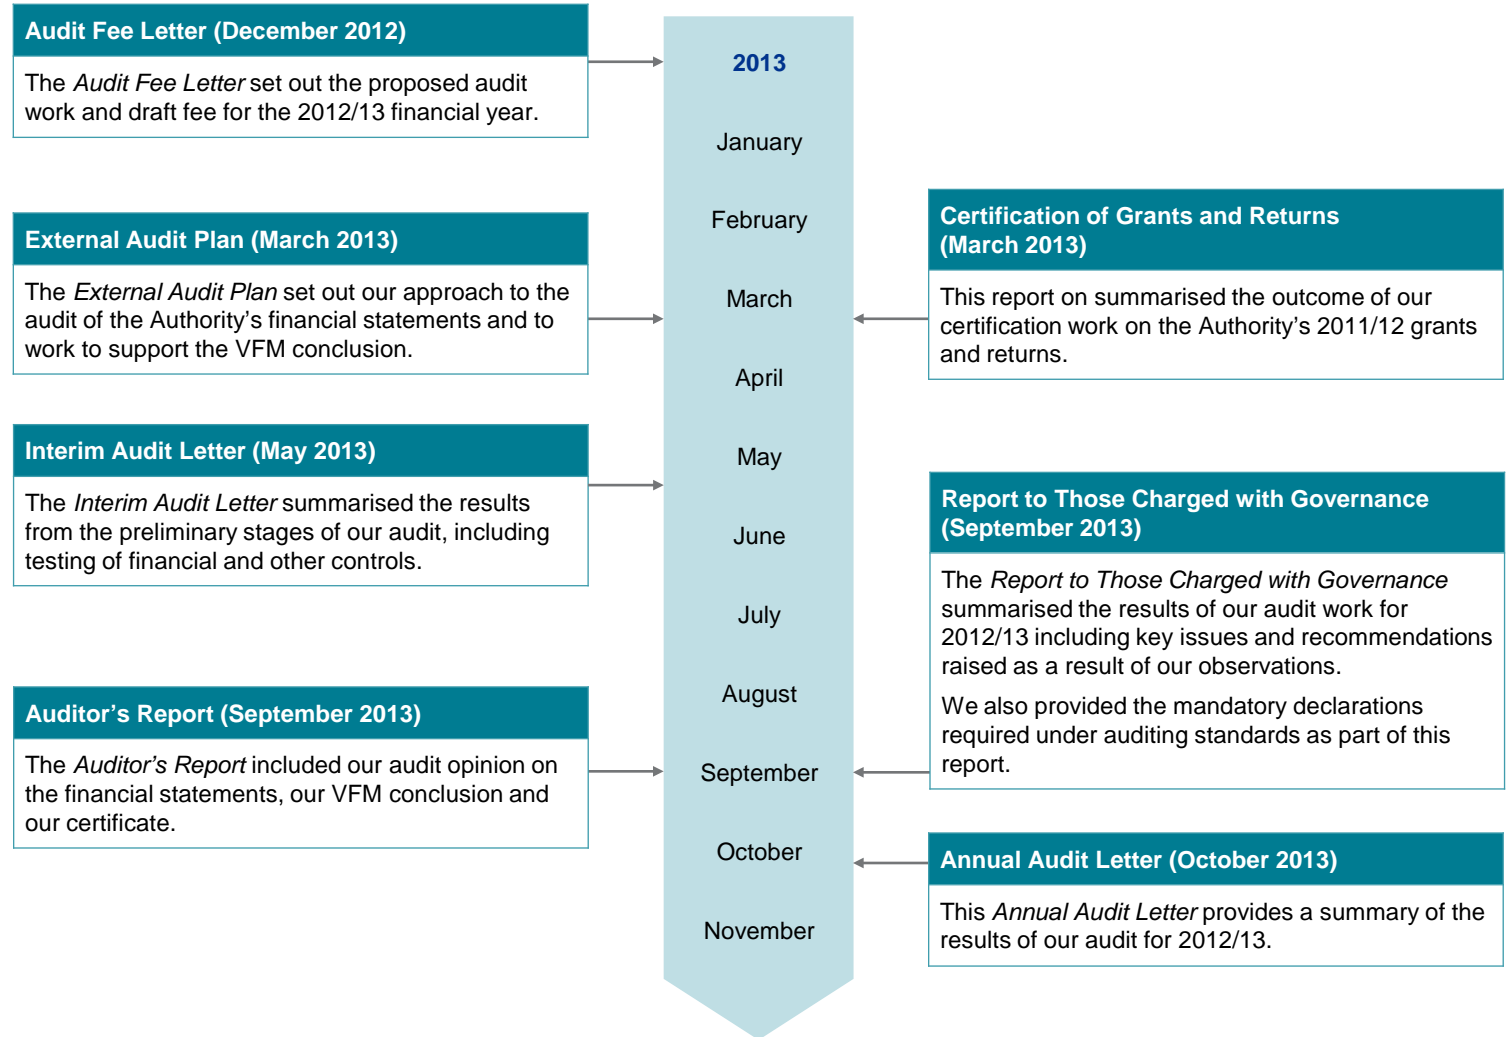 Audit Fee Letter (December 2012)
The Audit Fee Letter set out the proposed audit
work and draft fee for the 2012/13 financial year.
External Audit Plan (March 2013)
The External Audit Plan set out our approach to the
audit of the Authority's financial statements and to
work to support the VFM conclusion.
Interim Audit Letter (May 2013)
The Interim Audit Letter summarised the results
from the preliminary stages of our audit, including
testing of financial and other controls.
Auditor's Report (September 2013)
The Auditor's Report included our audit opinion on
the financial statements, our VFM conclusion and
our certificate.
2013
January
February
March
April
May
June
July
August
September
October
November
Certification of Grants and Returns
(March 2013)
This report on summarised the outcome of our
certification work on the Authority's 2011/12 grants
and returns.
Report to Those Charged with Governance
(September 2013)
The Report to Those Charged with Governance
summarised the results of our audit work for
2012/13 including key issues and recommendations
raised as a result of our observations.
We also provided the mandatory declarations
required under auditing standards as part of this
report.
Annual Audit Letter (October 2013)
This Annual Audit Letter provides a summary of the
results of our audit for 2012/13.